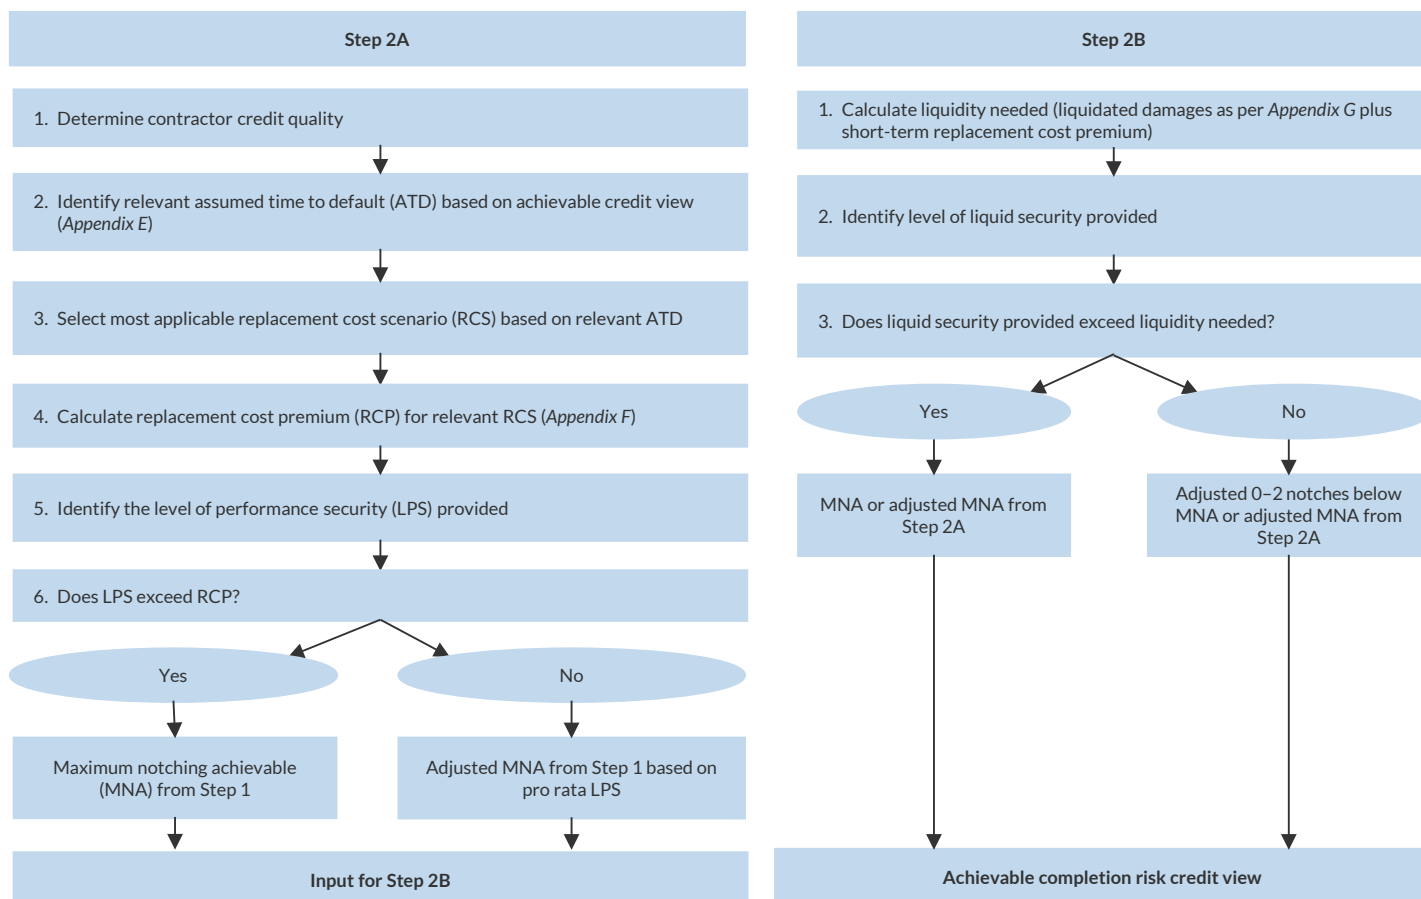 Step 2A
1. Determine contractor credit quality
2. Identify relevant assumed time to default (ATD) based on achievable credit view
(Appendix E)
3. Select most applicable replacement cost scenario (RCS) based on relevant ATD
4. Calculate replacement cost premium (RCP) for relevant RCS (Appendix F)
5. Identify the level of performance security (LPS) provided
6. Does LPS exceed RCP?
Yes
No
Maximum notching achievable
(MNA) from Step 1
Adjusted MNA from Step 1 based on
pro rata LPS
Input for Step 2B
Step 2B
1. Calculate liquidity needed (liquidated damages as per Appendix G plus
short-term replacement cost premium)
2. Identify level of liquid security provided
3. Does liquid security provided exceed liquidity needed?
Yes
No
MNA or adjusted MNA from
Step 2A
Adjusted 0–2 notches below
MNA or adjusted MNA from
Step 2A
Achievable completion risk credit view